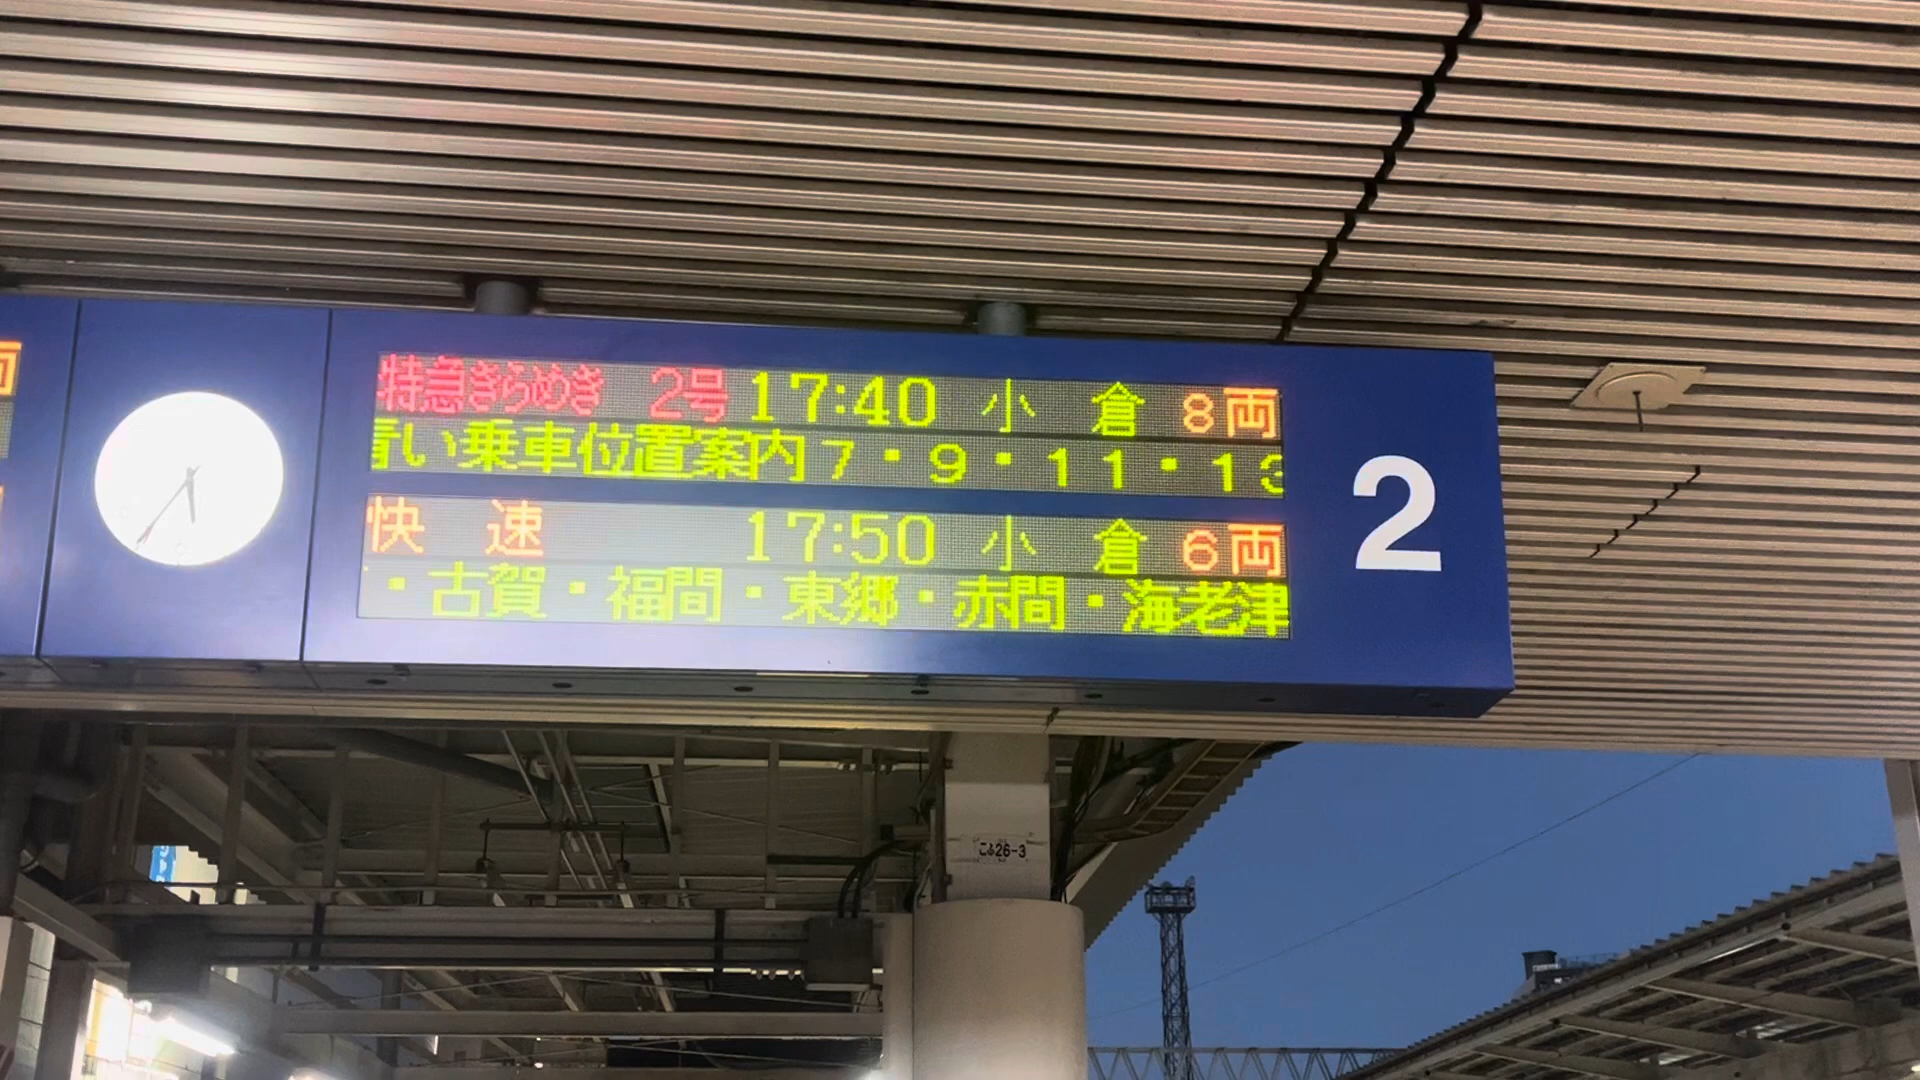 特急きらめき 2号 17:40 小 倉 8両
青い乗車位置案内 7・9・11・13
快 速 17:50 小 倉 6両
・古賀・福間・東郷・赤間・海老津
2
こふ26-3